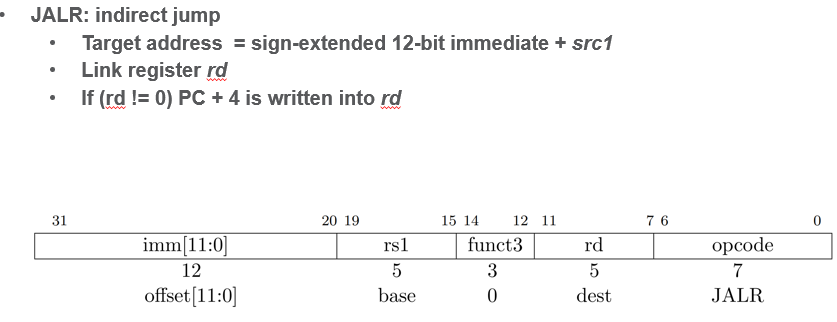 • JALR: indirect jump
• Target address = sign-extended 12-bit immediate + src1
• Link register rd
• If (rd != 0) PC + 4 is written into rd
31 20 19 15 14 12 11 7 6 0
imm[11:0] rs1 funct3 rd opcode
12 5 3 5 7
offset[11:0] base 0 dest JALR